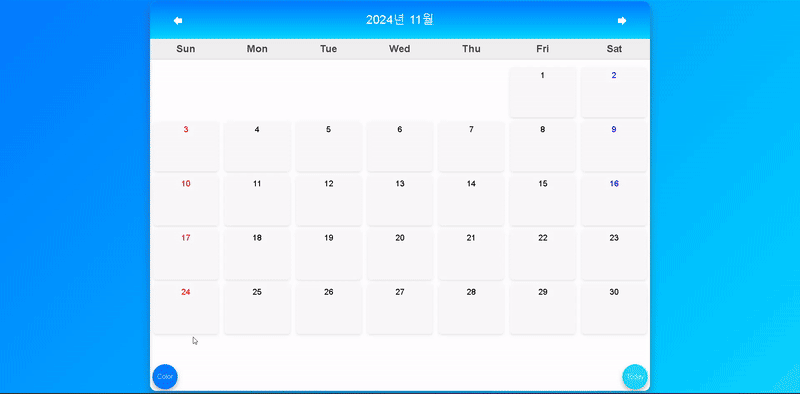 2024년 11월
Sun Mon Tue Wed Thu Fri Sat
1 2
3 4 5 6 7 8 9
10 11 12 13 14 15 16
17 18 19 20 21 22 23
24 25 26 27 28 29 30
Color Today